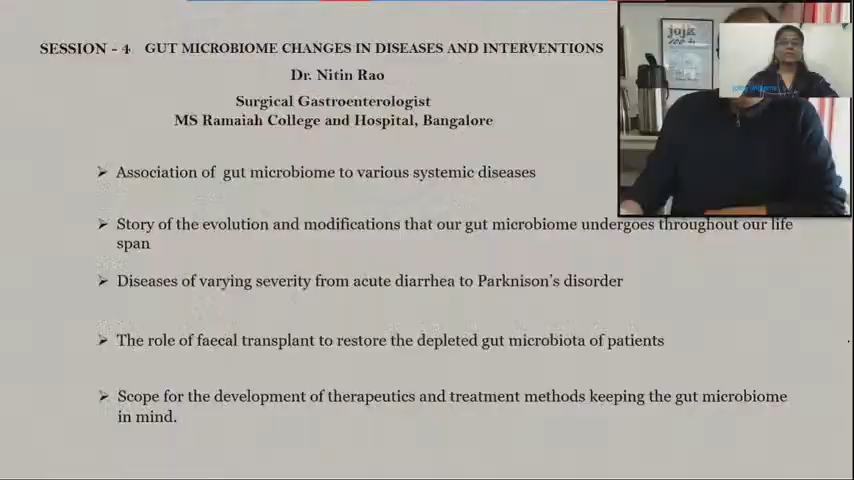 SESSION - 4 GUT MICROBIOME CHANGES IN DISEASES AND INTERVENTIONS
Dr. Nitin Rao
Surgical Gastroenterologist
MS Ramaiah College and Hospital, Bangalore
➤ Association of gut microbiome to various systemic diseases
➤ Story of the evolution and modifications that our gut microbiome undergoes throughout our life
span
➤ Diseases of varying severity from acute diarrhea to Parknison's disorder
➤ The role of faecal transplant to restore the depleted gut microbiota of patients
➤ Scope for the development of therapeutics and treatment methods keeping the gut microbiome
in mind.